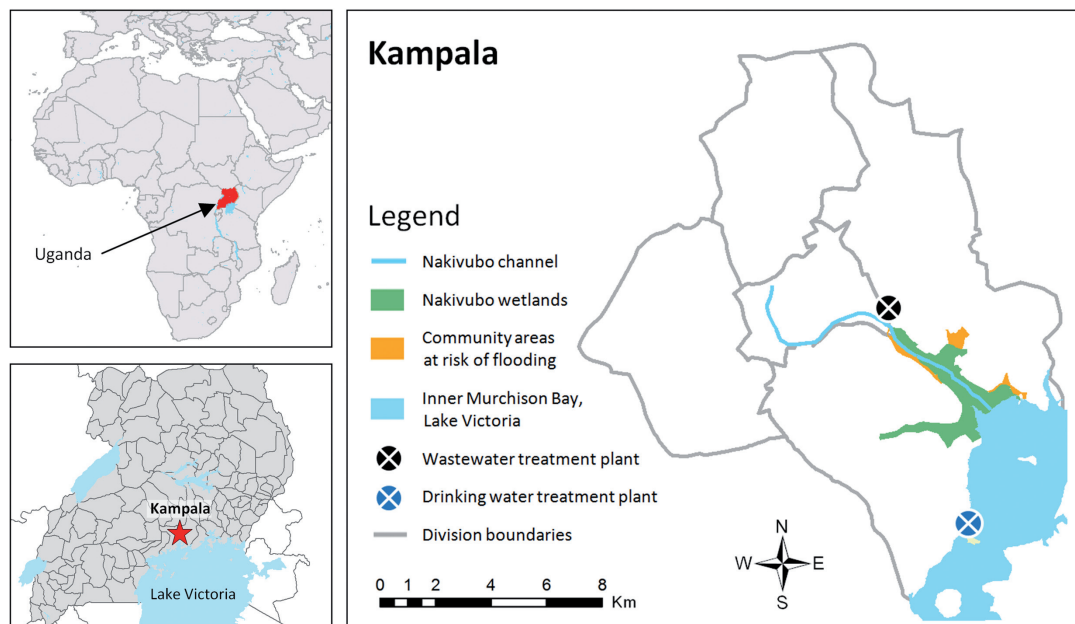 Uganda
Kampala
Lake Victoria
Kampala
Legend
Nakivubo channel
Nakivubo wetlands
Community areas
at risk of flooding
Inner Murchison Bay,
Lake Victoria
Wastewater treatment plant
Drinking water treatment plant
Division boundaries
0 1 2 4 6 8
Km
N
W E
S